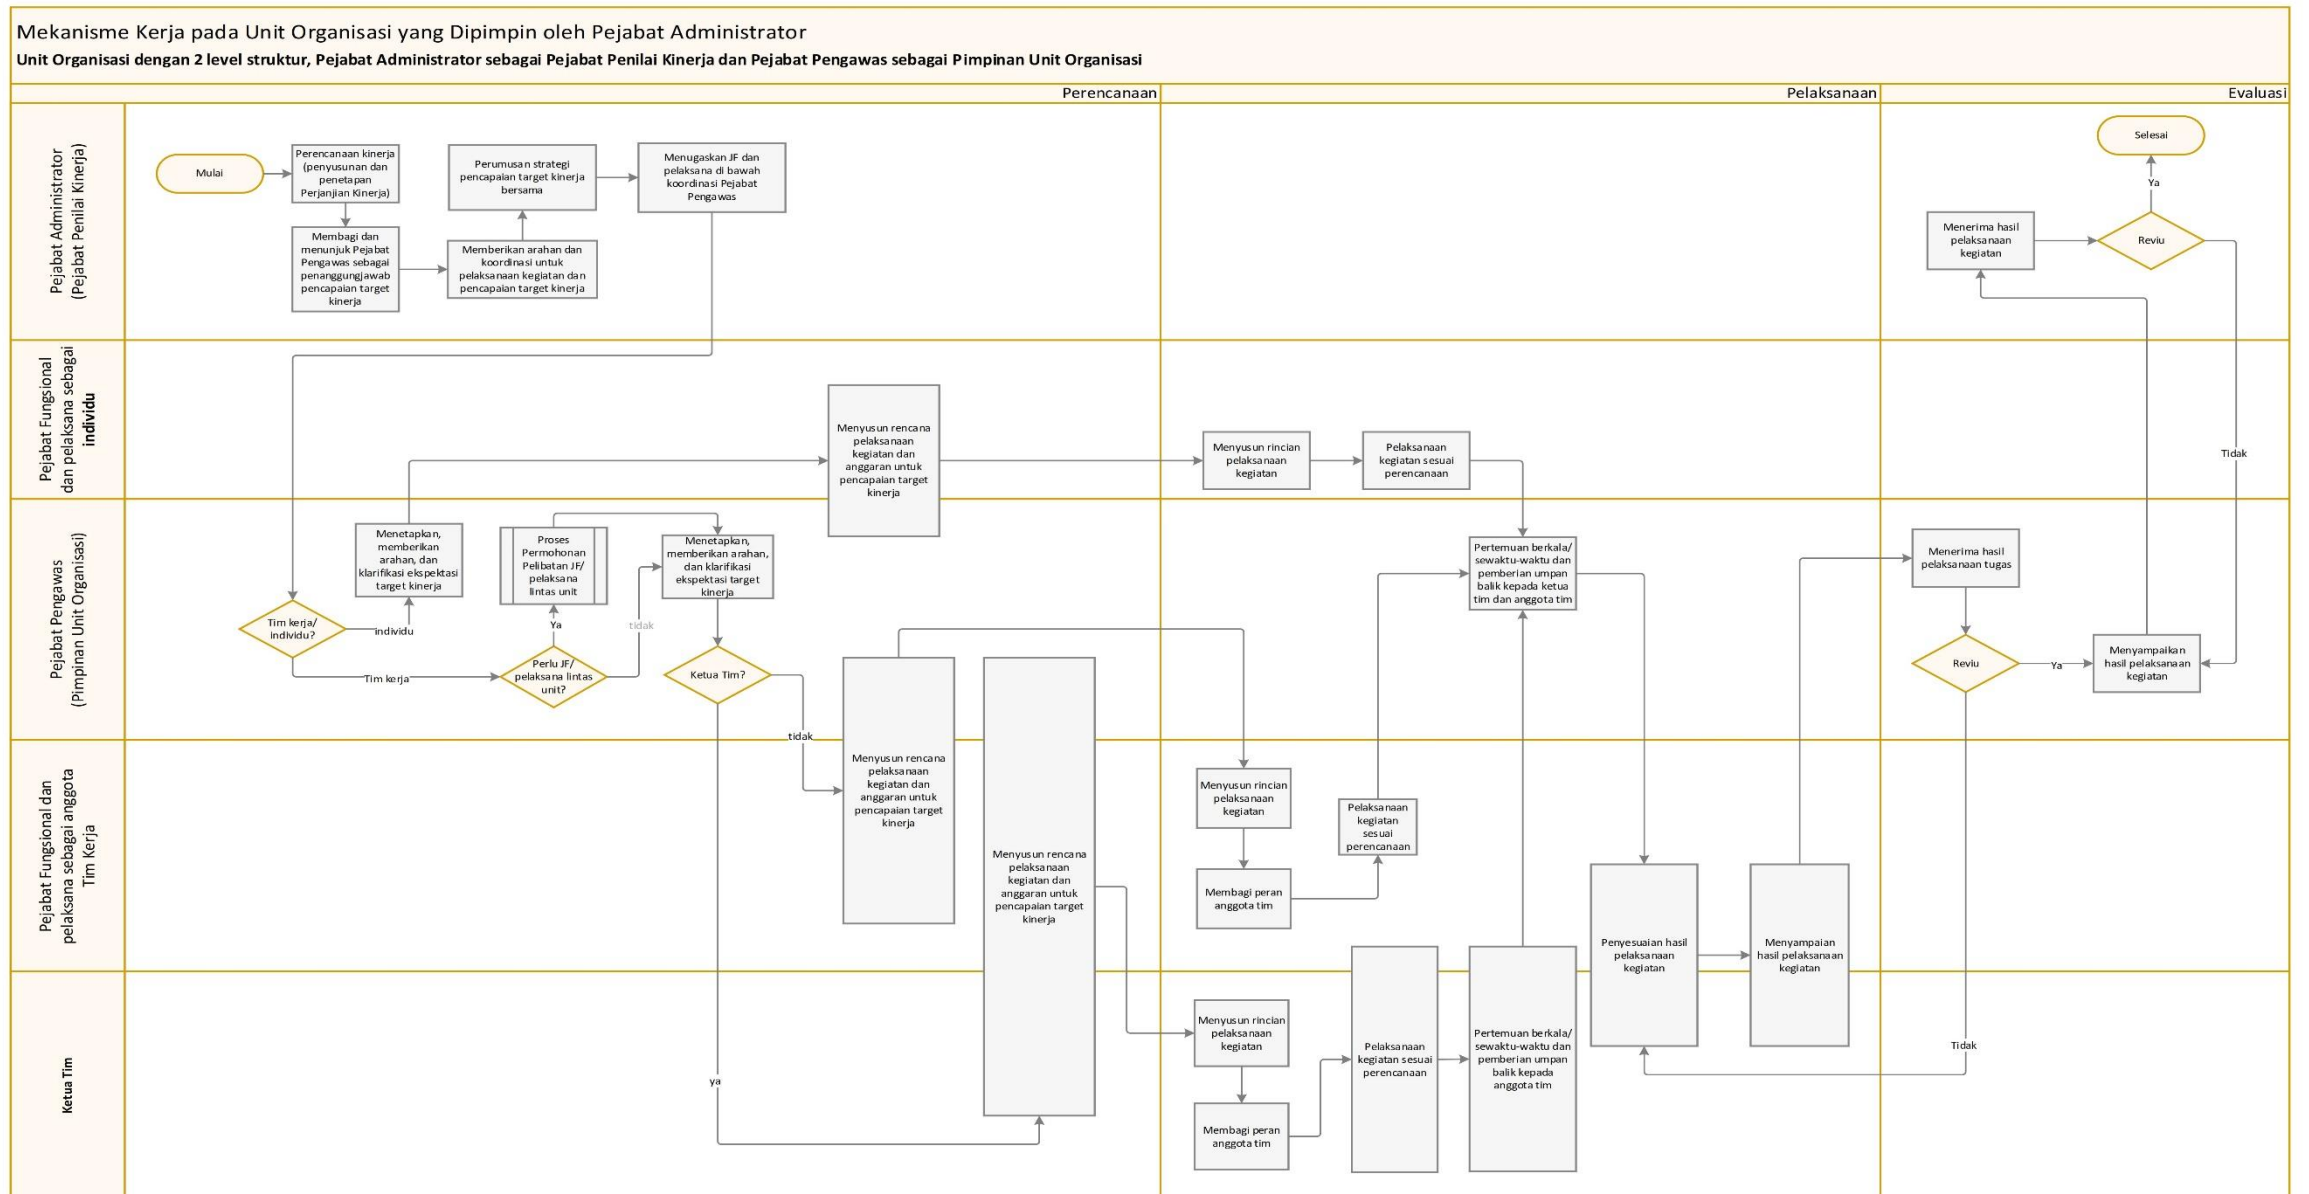 Mekanisme Kerja pada Unit Organisasi yang Dipimpin oleh Pejabat Administrator
Unit Organisasi dengan 2 level struktur, Pejabat Administrator sebagai Pejabat Penilai Kinerja dan Pejabat Pengawas sebagai Pimpinan Unit Organisasi
Perencanaan
Pelaksanaan
Evaluasi
Pejabat Administrator
(Pejabat Penilai Kinerja)
Mulai
Perencanaan kinerja
(penyusunan dan
penetapan
Perjanjian Kinerja)
Membagi dan
menunjuk Pejabat
Pengawas sebagai
penanggungjawab
pencapaian target
kinerja
Perumusan strategi
pencapaian target kinerja
bersama
Memberikan arahan dan
koordinasi untuk
pelaksanaan kegiatan dan
pencapaian target kinerja
Menugaskan JF dan
pelaksana di bawah
koordinasi Pejabat
Pengawas
Selesai
Ya
Menerima hasil
pelaksanaan
kegiatan
Reviu
Tidak
Pejabat Fungsional
dan pelaksana sebagai
individu
Menyusun rencana
pelaksanaan
kegiatan dan
anggaran untuk
pencapaian target
kinerja
Menyusun rincian
pelaksanaan
kegiatan
Pelaksanaan
kegiatan sesuai
perencanaan
Pejabat Pengawas
(Pimpinan Unit Organisasi)
Tim kerja/
individu?
individu
Tim kerja
Menetapkan,
memberikan
arahan, dan
klarifikasi ekspektasi
target kinerja
Proses
Permohonan
Pelibatan JF/
pelaksana
lintas unit
Ya
Perlu JF/
pelaksana lintas
unit?
tidak
Menetapkan,
memberikan arahan,
dan klarifikasi
ekspektasi target
kinerja
Ketua Tim?
tidak
ya
Pertemuan berkala/
sewaktu-waktu dan
pemberian umpan
balik kepada ketua
tim dan anggota tim
Menerima hasil
pelaksanaan tugas
Reviu
Ya
Menyampaikan
hasil pelaksanaan
kegiatan
Tidak
Pejabat Fungsional dan
pelaksana sebagai anggota
Tim Kerja
Menyusun rencana
pelaksanaan
kegiatan dan
anggaran untuk
pencapaian target
kinerja
Menyusun rencana
pelaksanaan
kegiatan dan
anggaran untuk
pencapaian target
kinerja
Menyusun rincian
pelaksanaan
kegiatan
Membagi peran
anggota tim
Pelaksanaan
kegiatan
sesuai
perencanaan
Penyesuaian hasil
pelaksanaan
kegiatan
Menyampaian
hasil pelaksanaan
kegiatan
Ketua Tim
Menyusun rincian
pelaksanaan
kegiatan
Membagi peran
anggota tim
Pelaksanaan
kegiatan sesuai
perencanaan
Pertemuan berkala/
sewaktu-waktu dan
pemberian umpan
balik kepada
anggota tim